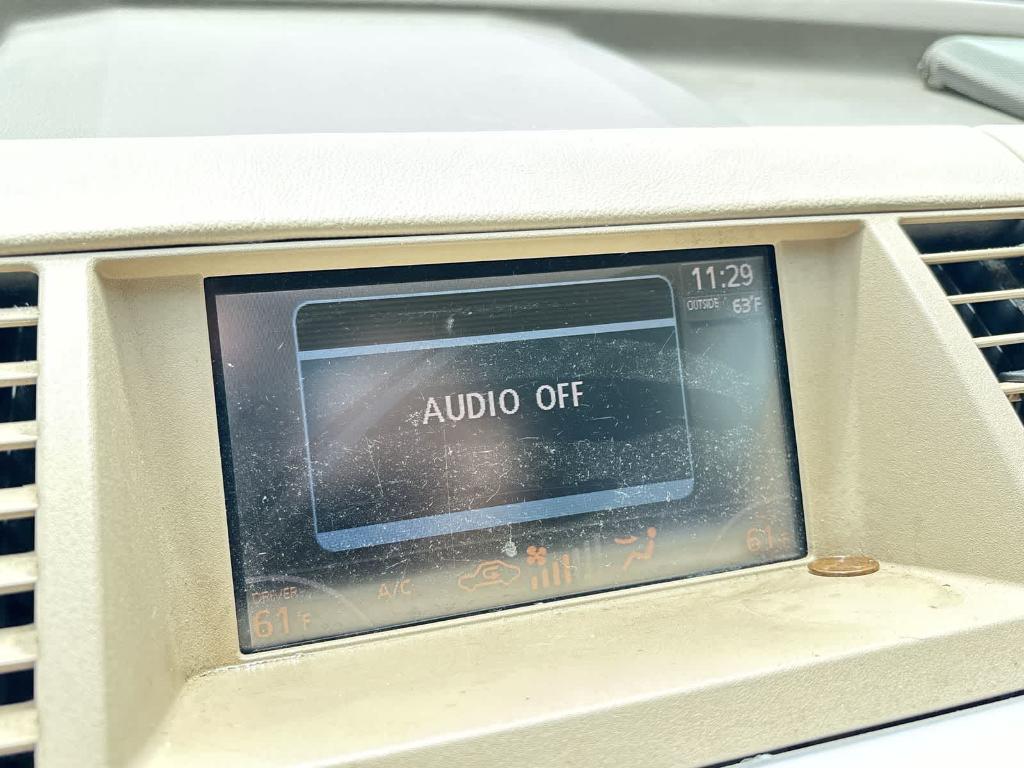 11:29
OUTSIDE 63°F
AUDIO OFF
DRIVER
A/C
61°F
61°F